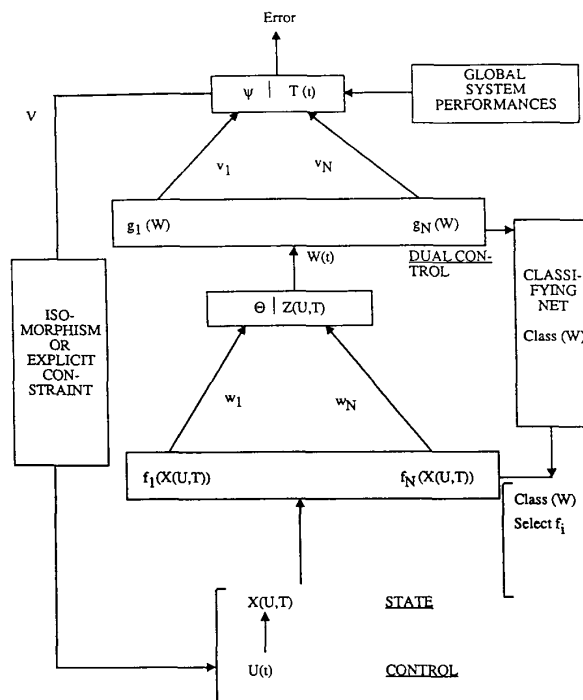 Error
ψ | T (t)
GLOBAL
SYSTEM
PERFORMANCES
V
v1
vN
g1 (W)
gN (W)
W(t)
DUAL CON-
TROL
CLASSI-
FYING
NET
Class (W)
Θ | Z(U,T)
ISO-
MORPHISM
OR
EXPLICIT
CON-
STRAINT
w1
wN
f1(X(U,T))
fN(X(U,T))
Class (W)
Select fi
X(U,T)
STATE
U(t)
CONTROL